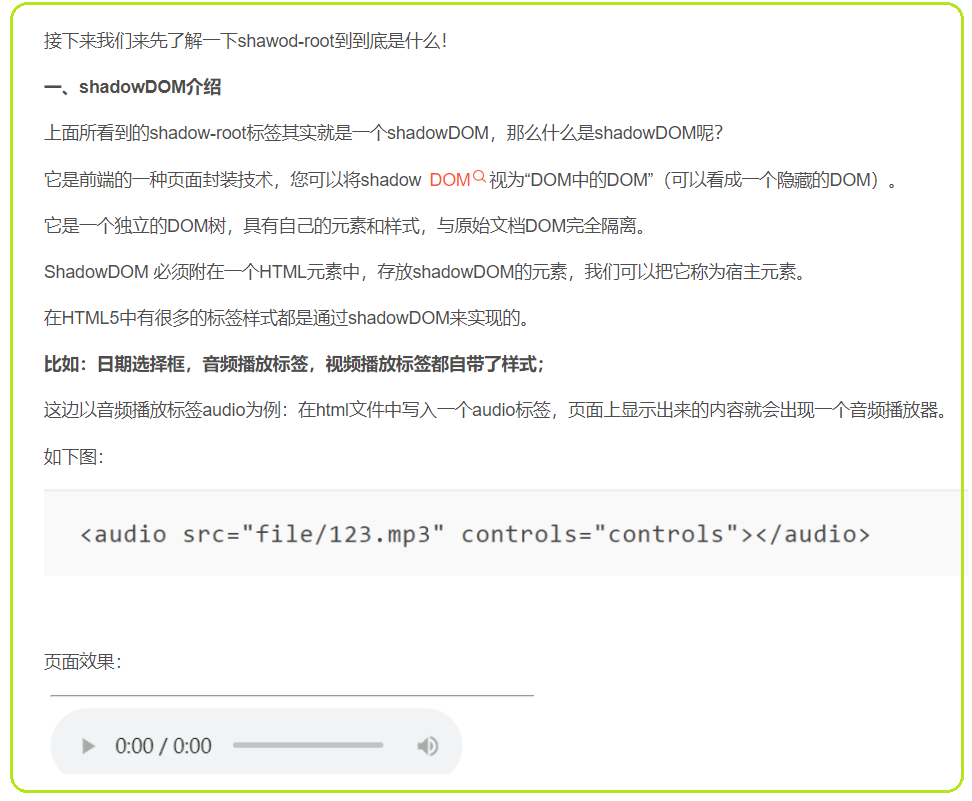 接下来我们来先了解一下shawod-root到到底是什么！
一、shadowDOM介绍
上面所看到的shadow-root标签其实就是一个shadowDOM，那么什么是shadowDOM呢？
它是前端的一种页面封装技术，您可以将shadow DOM视为“DOM中的DOM”（可以看成一个隐藏的DOM）。
它是一个独立的DOM树，具有自己的元素和样式，与原始文档DOM完全隔离。
ShadowDOM 必须附在一个HTML元素中，存放shadowDOM的元素，我们可以把它称为宿主元素。
在HTML5中有很多的标签样式都是通过shadowDOM来实现的。
比如：日期选择框，音频播放标签，视频播放标签都自带了样式；
这边以音频播放标签audio为例：在html文件中写入一个audio标签，页面上显示出来的内容就会出现一个音频播放器。
如下图：
<audio src="file/123.mp3" controls="controls"></audio>
页面效果：
0:00 / 0:00